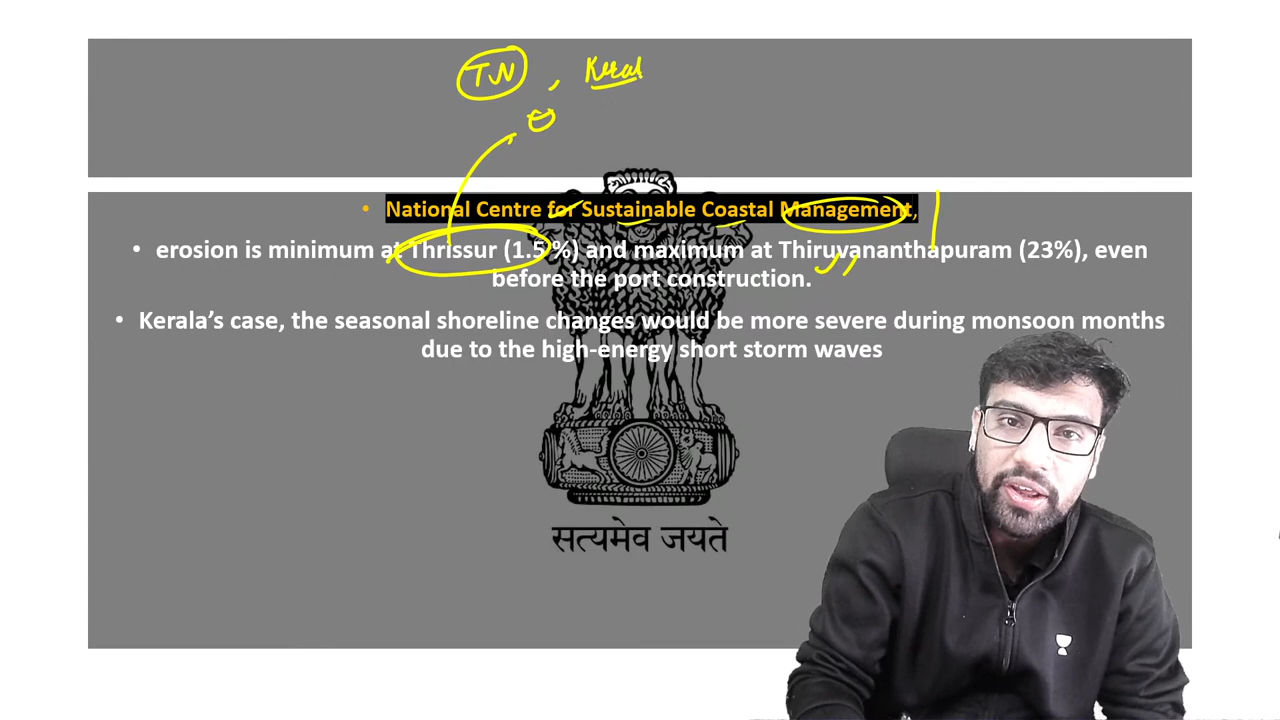 TN, Keral
• National Centre for Sustainable Coastal Management,
• erosion is minimum at Thrissur (1.5 %) and maximum at Thiruvananthapuram (23%), even
before the port construction.
• Kerala’s case, the seasonal shoreline changes would be more severe during monsoon months
due to the high-energy short storm waves
सत्यमेव जयते